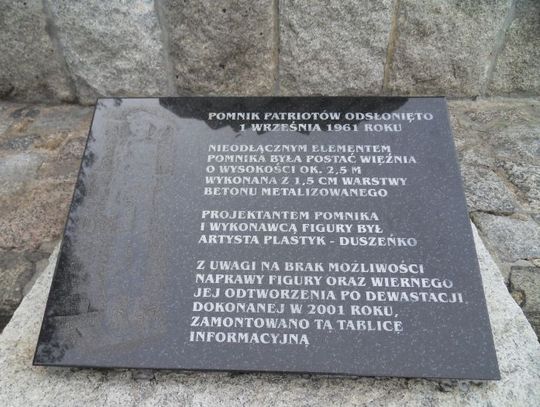 POMNIK PATRIOTÓW ODSŁONIĘTO
1 WRZEŚNIA 1961 ROKU
NIEODŁĄCZNYM ELEMENTEM
POMNIKA BYŁA POSTAĆ WIĘŹNIA
O WYSOKOŚCI OK. 2,5 M
WYKONANA Z 1,5 CM WARSTWY
BETONU METALIZOWANEGO
PROJEKTANTEM POMNIKA
I WYKONAWCĄ FIGURY BYŁ
ARTYSTA PLASTYK - DUSZEŃKO
Z UWAGI NA BRAK MOŻLIWOŚCI
NAPRAWY FIGURY ORAZ WIERNEGO
JEJ ODTWORZENIA PO DEWASTACJI,
DOKONANEJ W 2001 ROKU,
ZAMONTOWANO TĄ TABLICĘ
INFORMACYJNĄ